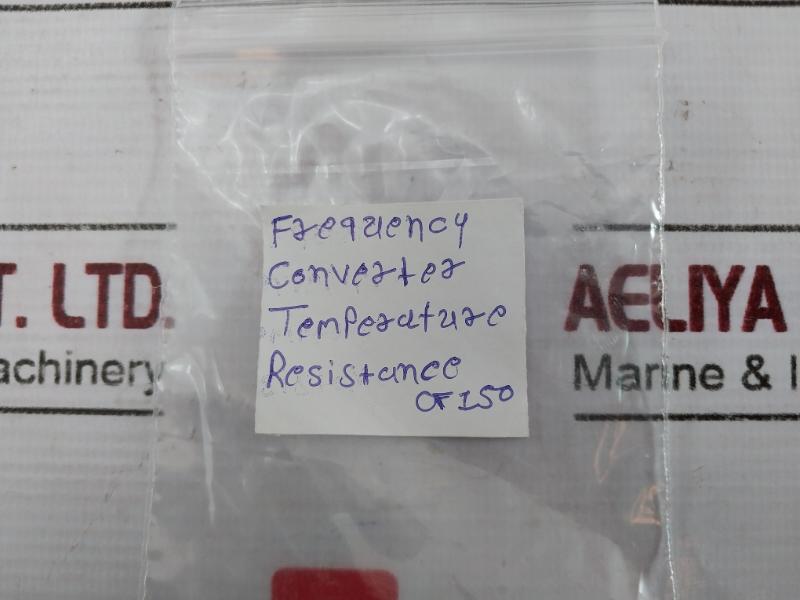 Frequency
Converter
Temperature
Resistance
CF150
T. LTD.
achinery
AELIYA
Marine & I